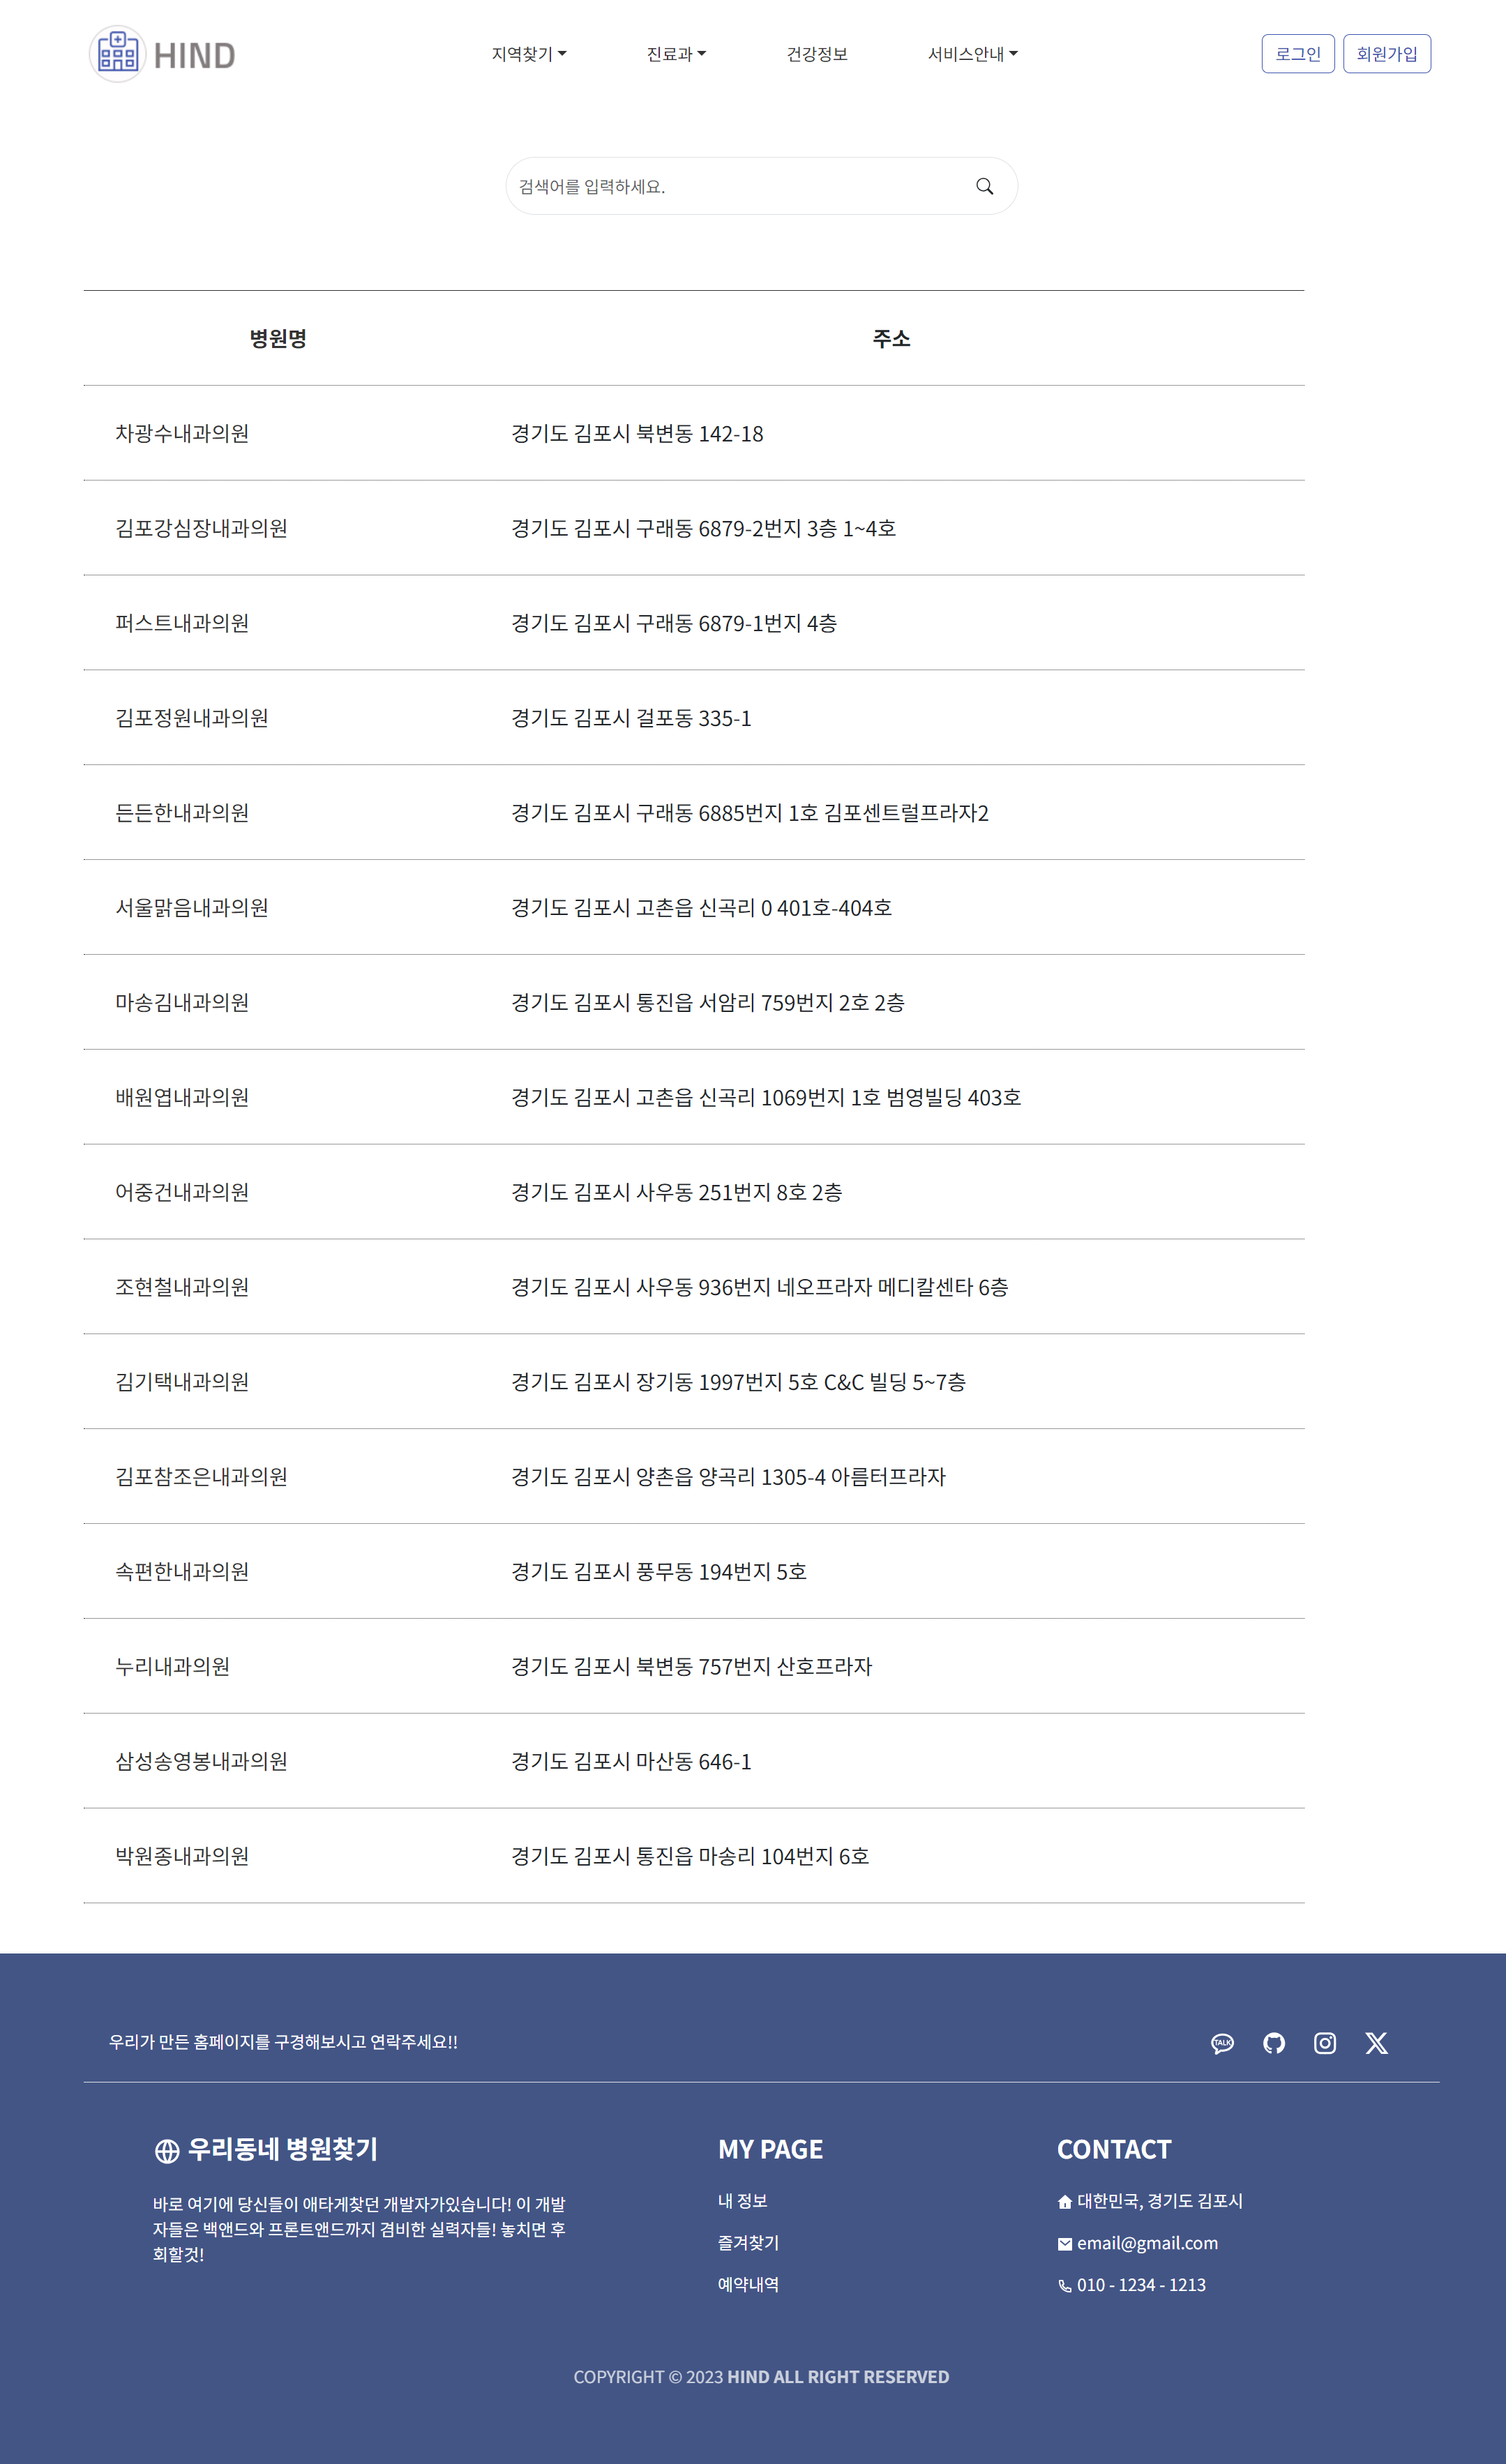 HIND
지역찾기 진료과 건강정보 서비스안내 로그인 회원가입
검색어를 입력하세요.
병원명 주소
차광수내과의원 경기도 김포시 북변동 142-18
김포강심장내과의원 경기도 김포시 구래동 6879-2번지 3층 1~4호
퍼스트내과의원 경기도 김포시 구래동 6879-1번지 4층
김포정원내과의원 경기도 김포시 걸포동 335-1
든든한내과의원 경기도 김포시 구래동 6885번지 1호 김포센트럴프라자2
서울맑음내과의원 경기도 김포시 고촌읍 신곡리 0 401호-404호
마송김내과의원 경기도 김포시 통진읍 서암리 759번지 2호 2층
배원엽내과의원 경기도 김포시 고촌읍 신곡리 1069번지 1호 범영빌딩 403호
어중건내과의원 경기도 김포시 사우동 251번지 8호 2층
조현철내과의원 경기도 김포시 사우동 936번지 네오프라자 메디칼센타 6층
김기택내과의원 경기도 김포시 장기동 1997번지 5호 C&C 빌딩 5~7층
김포참조은내과의원 경기도 김포시 양촌읍 양곡리 1305-4 아름터프라자
속편한내과의원 경기도 김포시 풍무동 194번지 5호
누리내과의원 경기도 김포시 북변동 757번지 산호프라자
삼성송영봉내과의원 경기도 김포시 마산동 646-1
박원종내과의원 경기도 김포시 통진읍 마송리 104번지 6호
우리가 만든 홈페이지를 구경해보시고 연락주세요!!
TALK
우리동네 병원찾기
바로 여기에 당신들이 애타게찾던 개발자가있습니다! 이 개발
자들은 백앤드와 프론트앤드까지 겸비한 실력자들! 놓치면 후
회할것!
MY PAGE
내 정보
즐겨찾기
예약내역
CONTACT
대한민국, 경기도 김포시
email@gmail.com
010 - 1234 - 1213
COPYRIGHT © 2023 HIND ALL RIGHT RESERVED